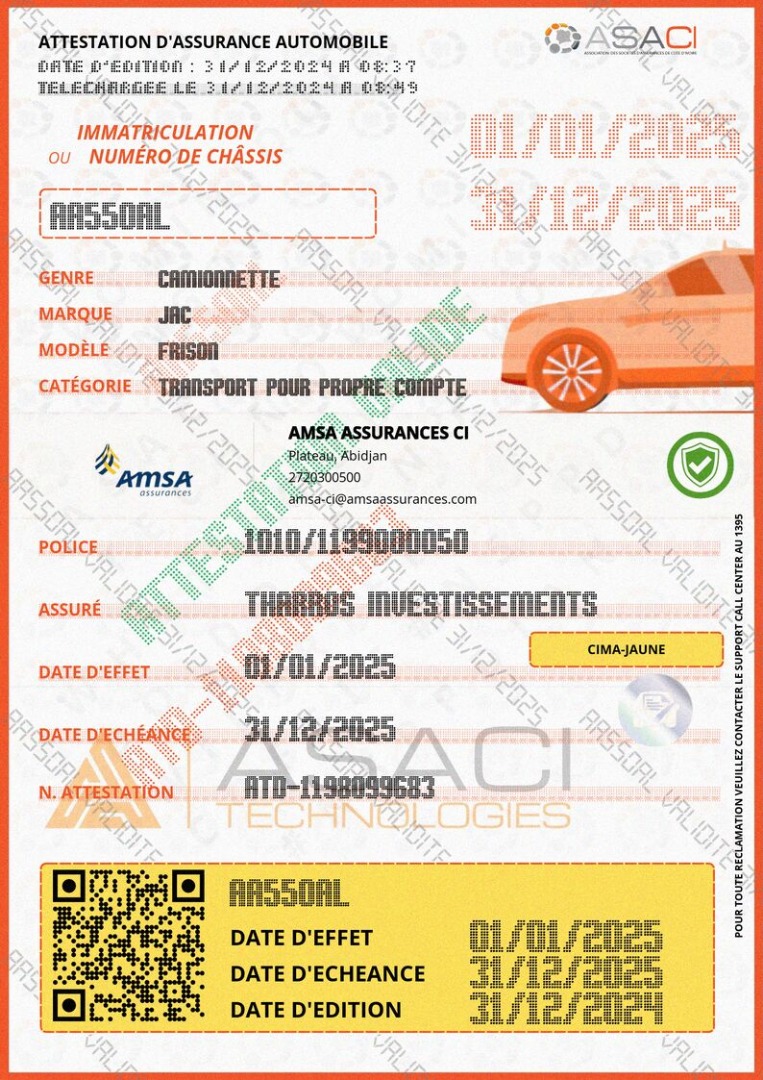 ATTESTATION D'ASSURANCE AUTOMOBILE
DATE D'EDITION : 31/12/2024 A 08:37
TELECHARGEE LE 31/12/2024 A 08:49
ASACI
ASSOCIATION DES SOCIETES D'ASSURANCES DE COTE D'IVOIRE
IMMATRICULATION
OU NUMÉRO DE CHÂSSIS
01/01/2025
31/12/2025
AA550AL
GENRE CAMIONNETTE
MARQUE JAC
MODÈLE FRISON
CATÉGORIE TRANSPORT POUR PROPRE COMPTE
AMSA
assurances
AMSA ASSURANCES CI
Plateau, Abidjan
2720300500
amsa-ci@amsaassurances.com
ATTESTATION VALIDE
AA550AL
ATD-1198099683
POLICE 1010/1199000050
ASSURÉ THARROS INVESTISSEMENTS
CIMA-JAUNE
DATE D'EFFET 01/01/2025
DATE D'ECHÉANCE 31/12/2025
N. ATTESTATION ATD-1198099683
ASACI
TECHNOLOGIES
POUR TOUTE RECLAMATION VEUILLEZ CONTACTER LE SUPPORT CALL CENTER AU 1395
AA550AL
DATE D'EFFET 01/01/2025
DATE D'ECHEANCE 31/12/2025
DATE D'EDITION 31/12/2024
AA550AL VALIDITE 31/12/2025